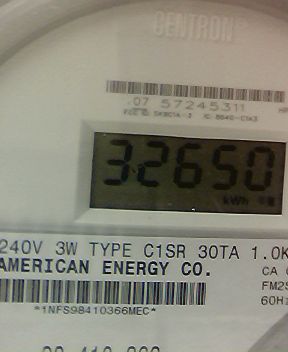 CENTRON
07 57245311
32650
kWh
240V 3W TYPE C1SR 30TA 1.0K
AMERICAN ENERGY CO.
CA
FM2S
60Hz
*1NFS98410366MEC*